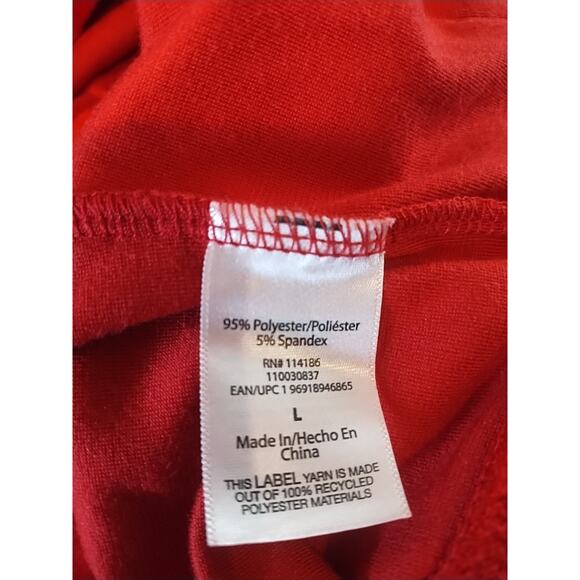 95% Polyester/Poliéster
5% Spandex
RN# 114186
110030837
EAN/UPC 1 96918946865
L
Made In/Hecho En
China
THIS LABEL YARN IS MADE
OUT OF 100% RECYCLED
POLYESTER MATERIALS